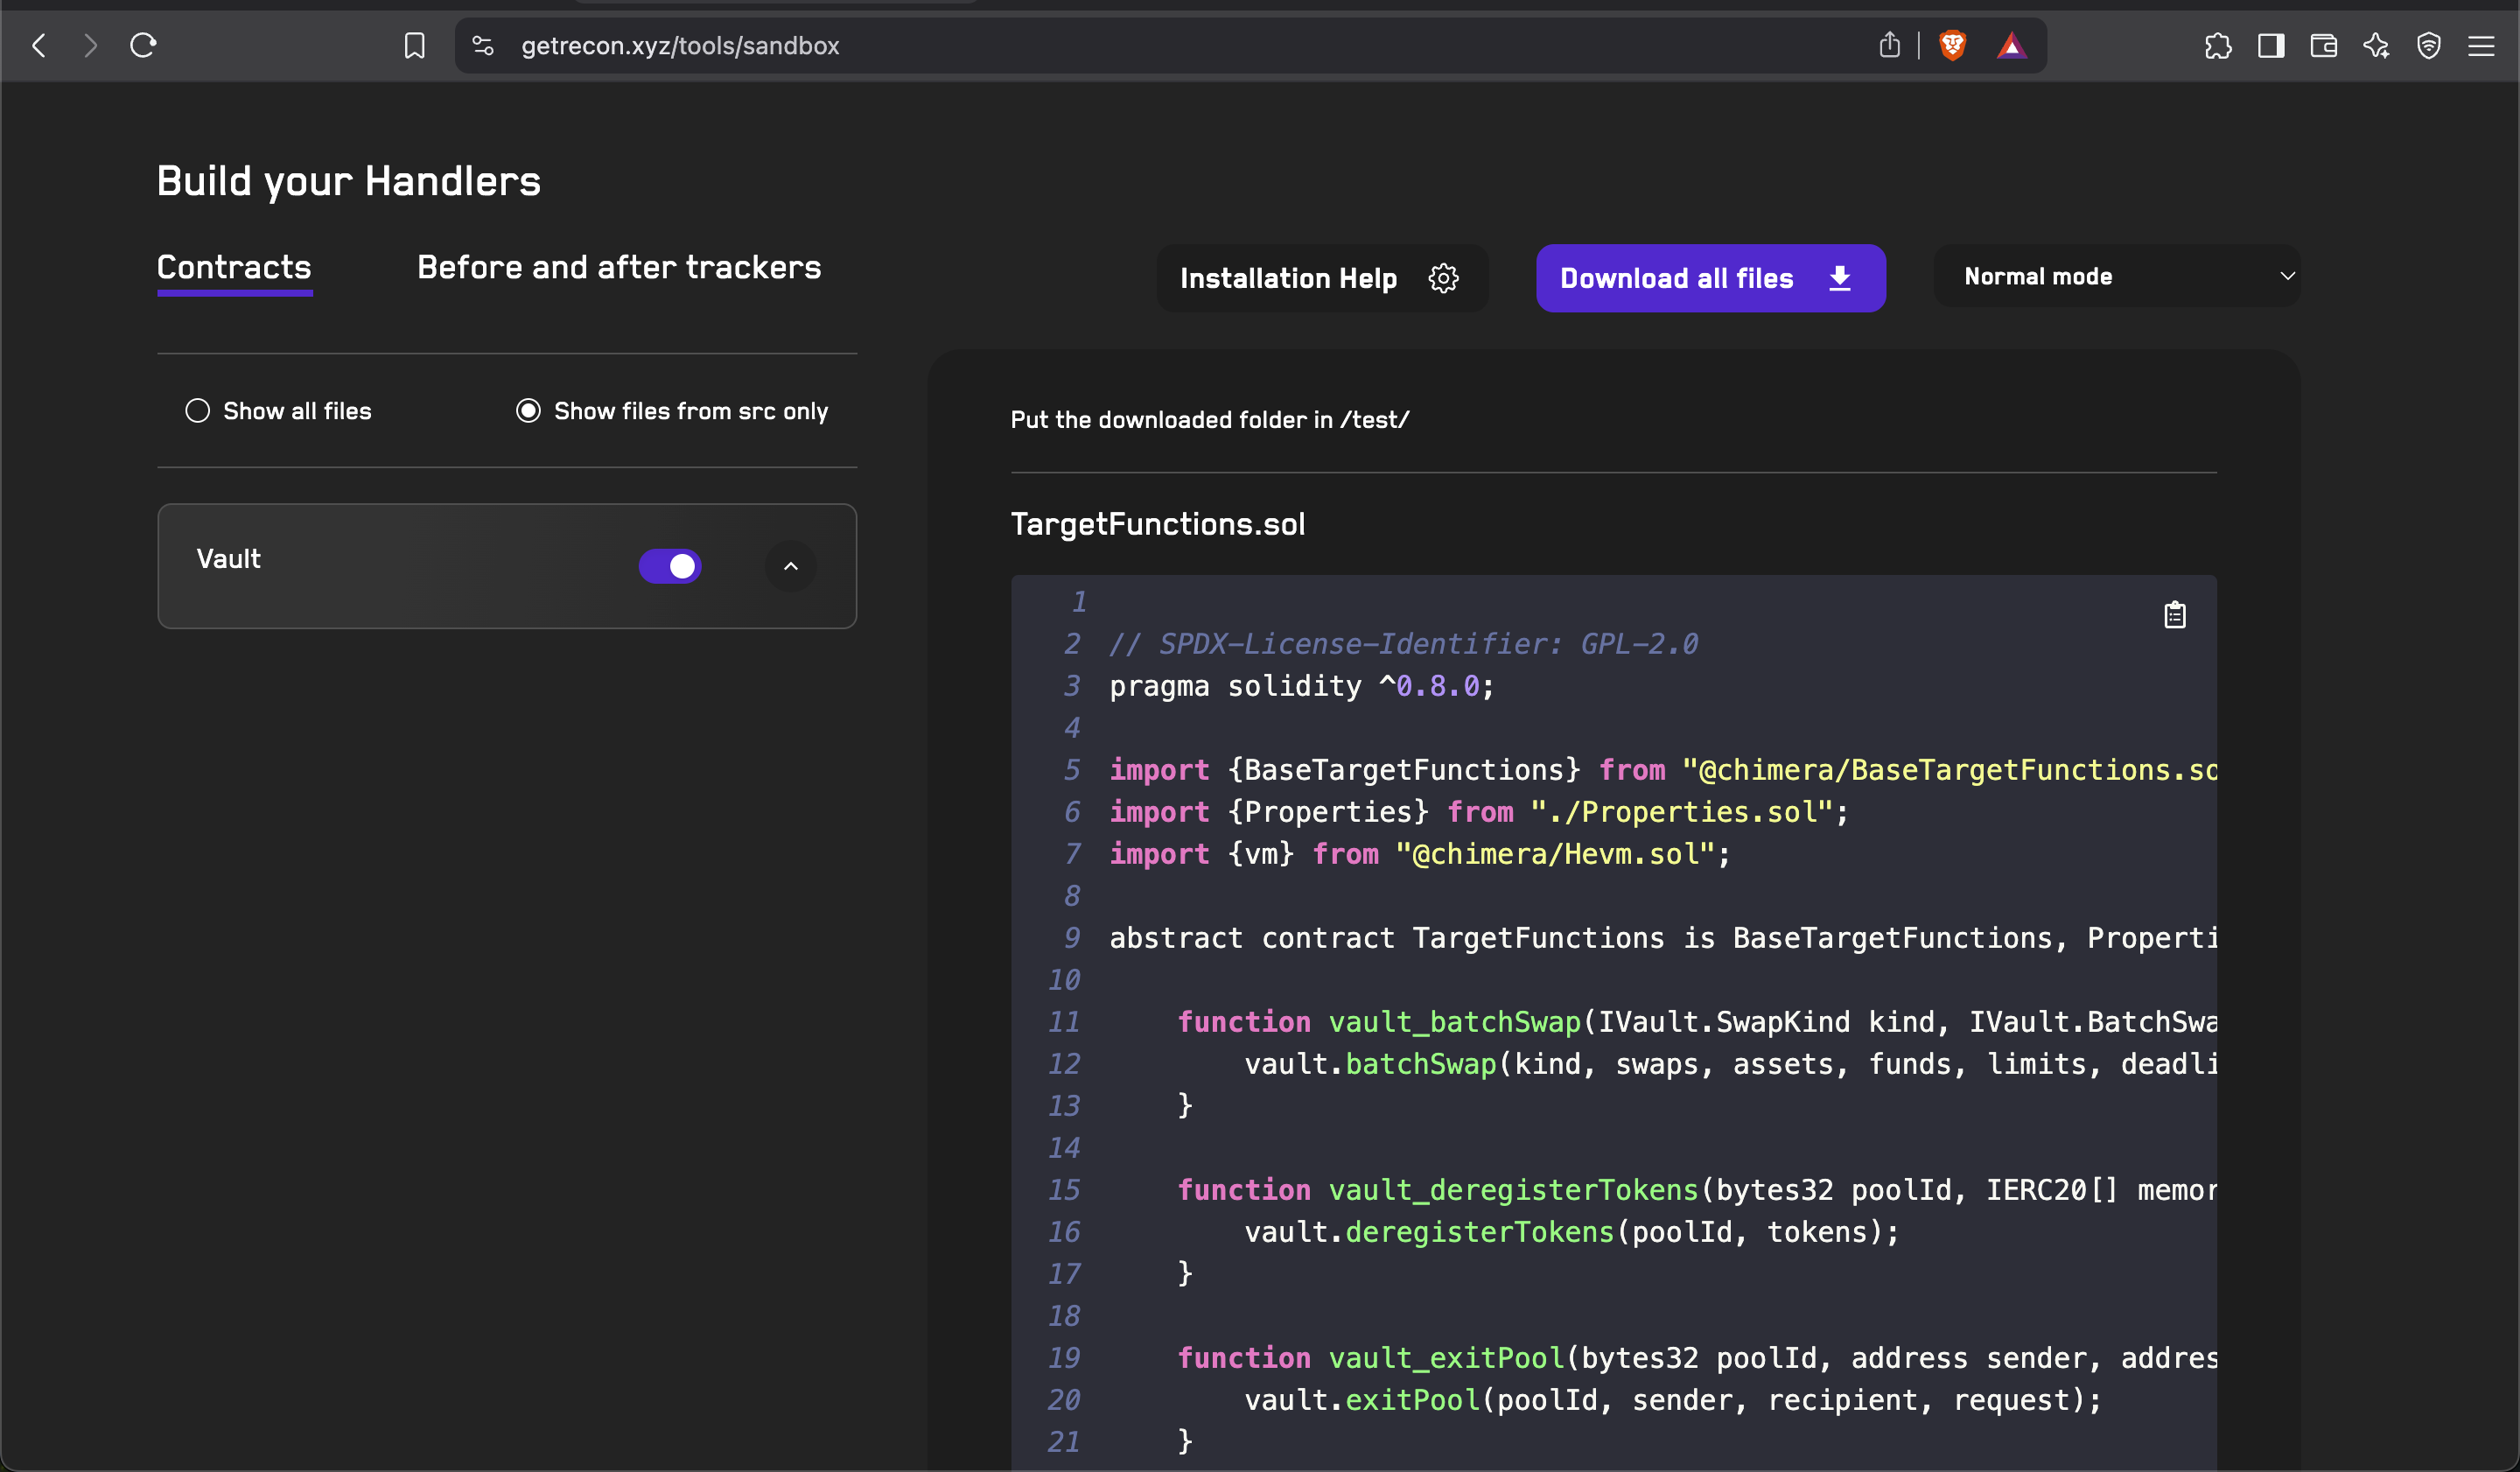 getrecon.xyz/tools/sandbox
Build your Handlers
Contracts
Before and after trackers
Installation Help
Download all files
Normal mode
Show all files
Show files from src only
Vault
Put the downloaded folder in /test/
TargetFunctions.sol
1
2 // SPDX-License-Identifier: GPL-2.0
3 pragma solidity ^0.8.0;
4
5 import {BaseTargetFunctions} from "@chimera/BaseTargetFunctions.so
6 import {Properties} from "./Properties.sol";
7 import {vm} from "@chimera/Hevm.sol";
8
9 abstract contract TargetFunctions is BaseTargetFunctions, Properti
10
11 function vault_batchSwap(IVault.SwapKind kind, IVault.BatchSwa
12 vault.batchSwap(kind, swaps, assets, funds, limits, deadli
13 }
14
15 function vault_deregisterTokens(bytes32 poolId, IERC20[] memor
16 vault.deregisterTokens(poolId, tokens);
17 }
18
19 function vault_exitPool(bytes32 poolId, address sender, addres
20 vault.exitPool(poolId, sender, recipient, request);
21 }